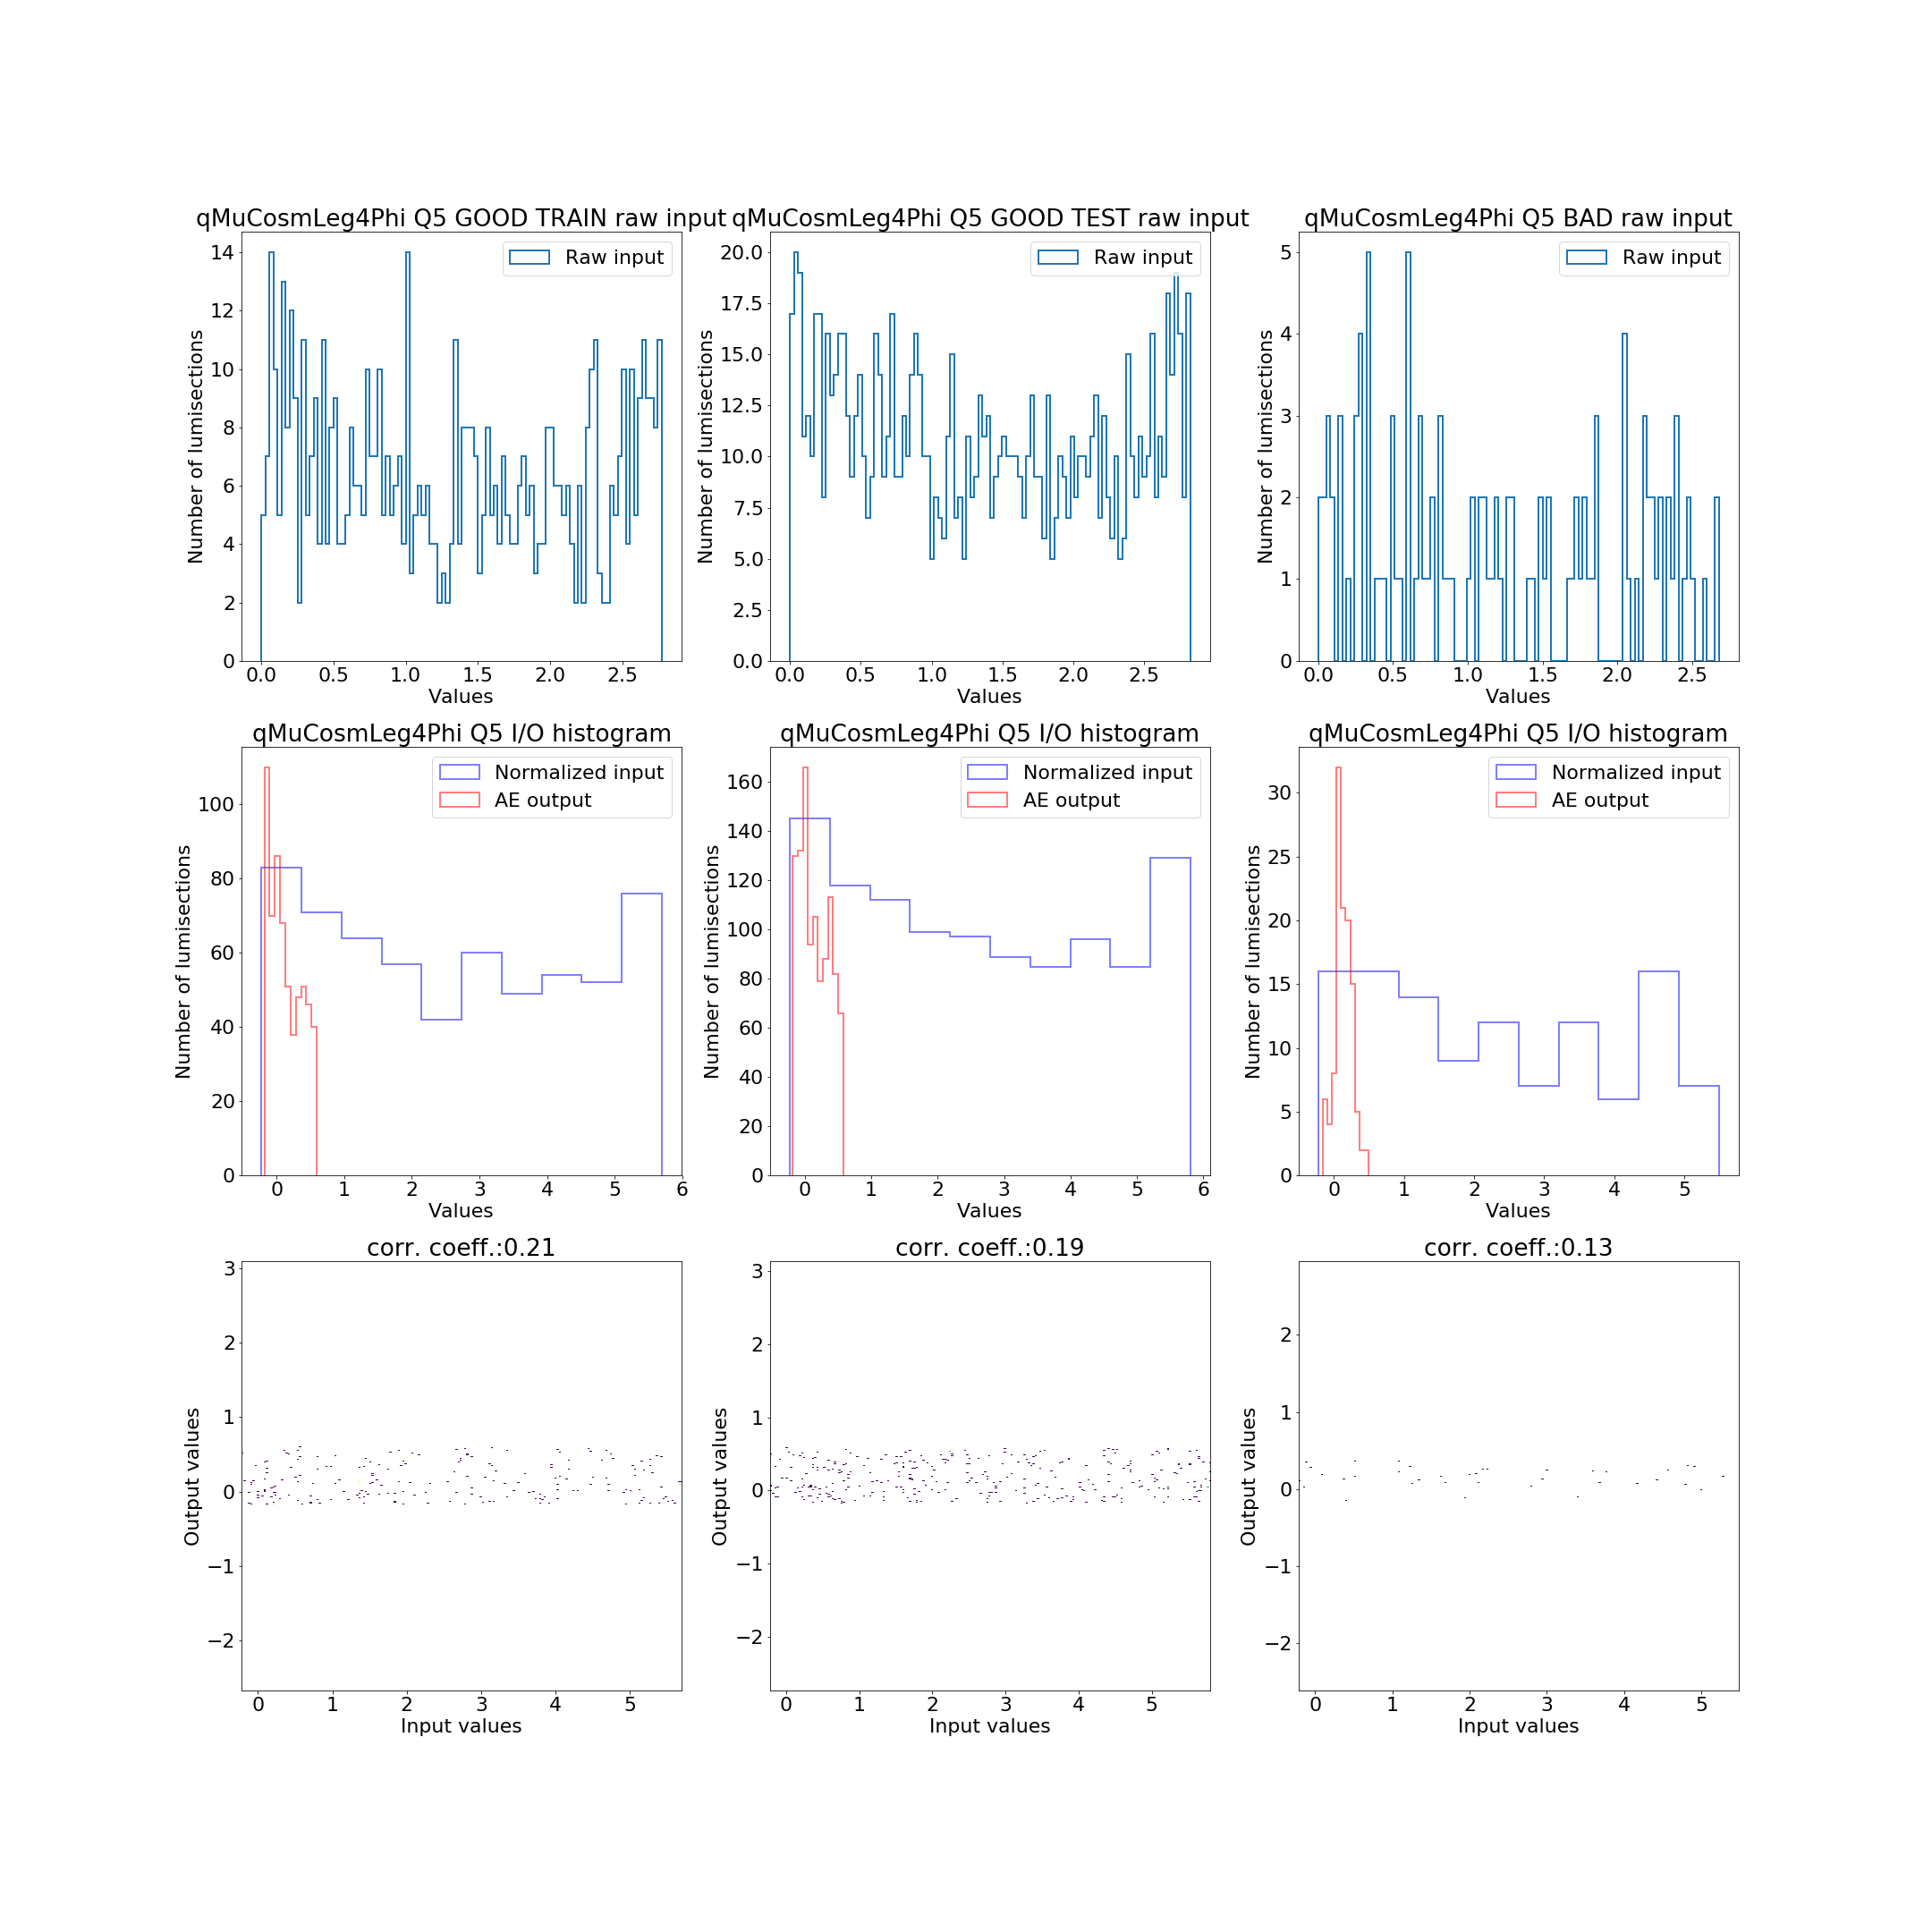 qMuCosmLeg4Phi Q5 GOOD TRAIN raw input
Number of lumisections
14
12
10
8
6
4
2
0
Raw input
0.0 0.5 1.0 1.5 2.0 2.5
Values
qMuCosmLeg4Phi Q5 GOOD TEST raw input
Number of lumisections
20.0
17.5
15.0
12.5
10.0
7.5
5.0
2.5
0.0
Raw input
0.0 0.5 1.0 1.5 2.0 2.5
Values
qMuCosmLeg4Phi Q5 BAD raw input
Number of lumisections
5
4
3
2
1
0
Raw input
0.0 0.5 1.0 1.5 2.0 2.5
Values
qMuCosmLeg4Phi Q5 I/O histogram
Number of lumisections
100
80
60
40
20
0
Normalized input
AE output
0 1 2 3 4 5 6
Values
qMuCosmLeg4Phi Q5 I/O histogram
Number of lumisections
160
140
120
100
80
60
40
20
0
Normalized input
AE output
0 1 2 3 4 5 6
Values
qMuCosmLeg4Phi Q5 I/O histogram
Number of lumisections
30
25
20
15
10
5
0
Normalized input
AE output
0 1 2 3 4 5
Values
corr. coeff.:0.21
Output values
3
2
1
0
−1
−2
0 1 2 3 4 5
Input values
corr. coeff.:0.19
Output values
3
2
1
0
−1
−2
0 1 2 3 4 5
Input values
corr. coeff.:0.13
Output values
2
1
0
−1
−2
0 1 2 3 4 5
Input values